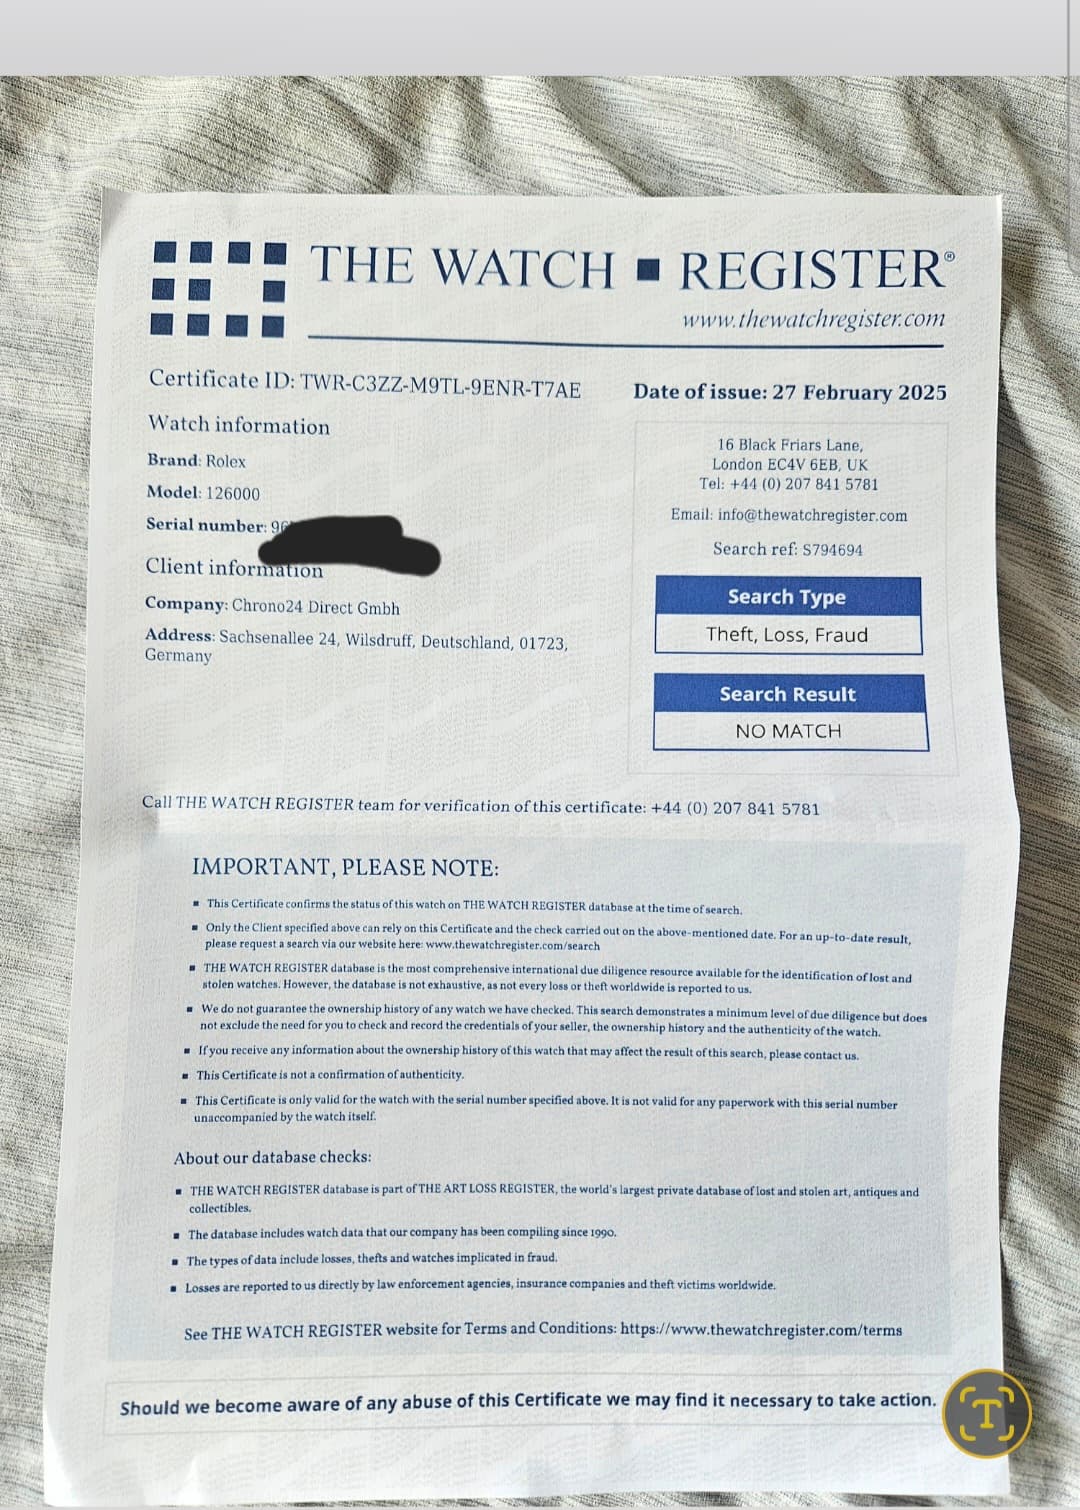 THE WATCH ■ REGISTER®
www.thewatchregister.com
Certificate ID: TWR-C3ZZ-M9TL-9ENR-T7AE
Date of issue: 27 February 2025
Watch information
Brand: Rolex
Model: 126000
Serial number: 96
Client information
Company: Chrono24 Direct Gmbh
Address: Sachsenallee 24, Wilsdruff, Deutschland, 01723,
Germany
16 Black Friars Lane,
London EC4V 6EB, UK
Tel: +44 (0) 207 841 5781
Email: info@thewatchregister.com
Search ref: S794694
Search Type
Theft, Loss, Fraud
Search Result
NO MATCH
Call THE WATCH REGISTER team for verification of this certificate: +44 (0) 207 841 5781
IMPORTANT, PLEASE NOTE:
▪ This Certificate confirms the status of this watch on THE WATCH REGISTER database at the time of search.
▪ Only the Client specified above can rely on this Certificate and the check carried out on the above-mentioned date. For an up-to-date result,
please request a search via our website here: www.thewatchregister.com/search
▪ THE WATCH REGISTER database is the most comprehensive international due diligence resource available for the identification of lost and
stolen watches. However, the database is not exhaustive, as not every loss or theft worldwide is reported to us.
▪ We do not guarantee the ownership history of any watch we have checked. This search demonstrates a minimum level of due diligence but does
not exclude the need for you to check and record the credentials of your seller, the ownership history and the authenticity of the watch.
▪ If you receive any information about the ownership history of this watch that may affect the result of this search, please contact us.
▪ This Certificate is not a confirmation of authenticity.
▪ This Certificate is only valid for the watch with the serial number specified above. It is not valid for any paperwork with this serial number
unaccompanied by the watch itself.
About our database checks:
▪ THE WATCH REGISTER database is part of THE ART LOSS REGISTER, the world's largest private database of lost and stolen art, antiques and
collectibles.
▪ The database includes watch data that our company has been compiling since 1990.
▪ The types of data include losses, thefts and watches implicated in fraud.
▪ Losses are reported to us directly by law enforcement agencies, insurance companies and theft victims worldwide.
See THE WATCH REGISTER website for Terms and Conditions: https://www.thewatchregister.com/terms
Should we become aware of any abuse of this Certificate we may find it necessary to take action.
T